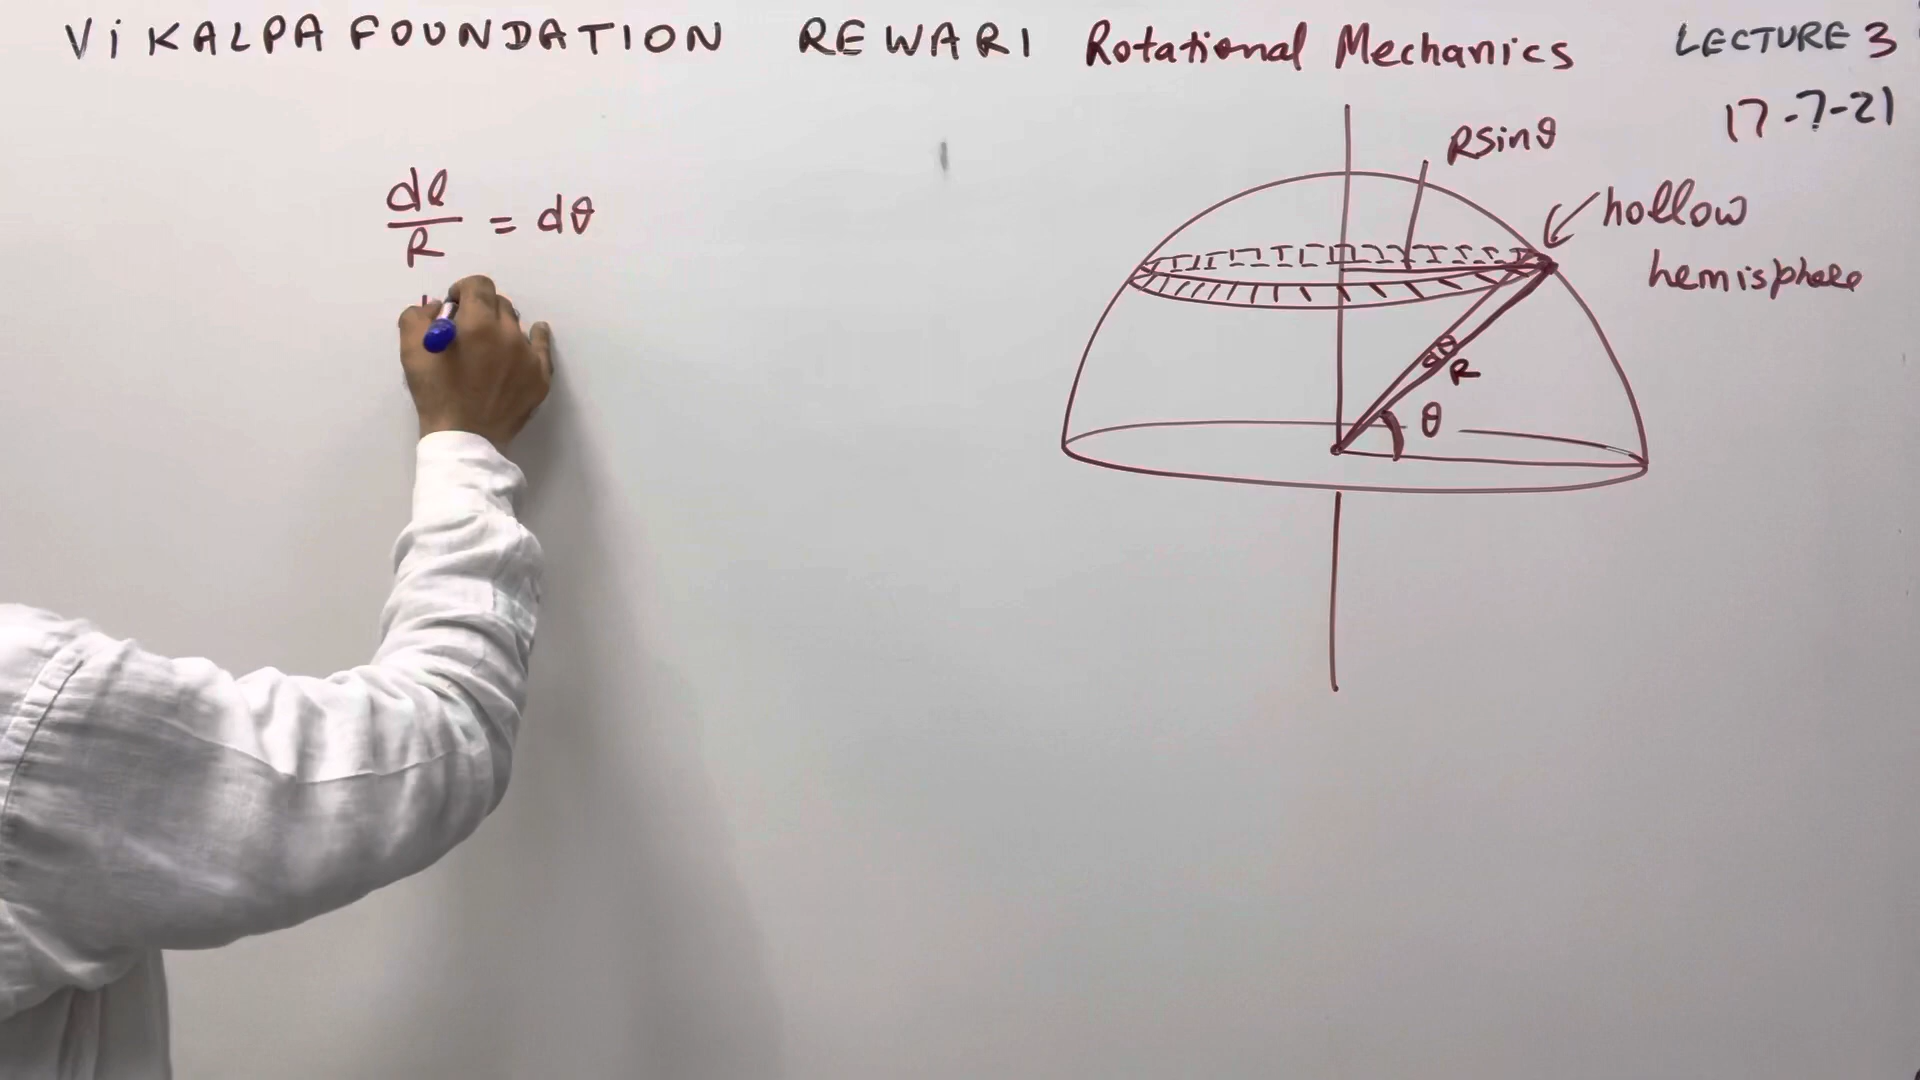 ViKALPA FOUNDATION REWARI Rotational Mechanics LECTURE 3
17-7-21
Rsinθ
hollow
hemisphere
dl/R = dθ
dθ
R
θ